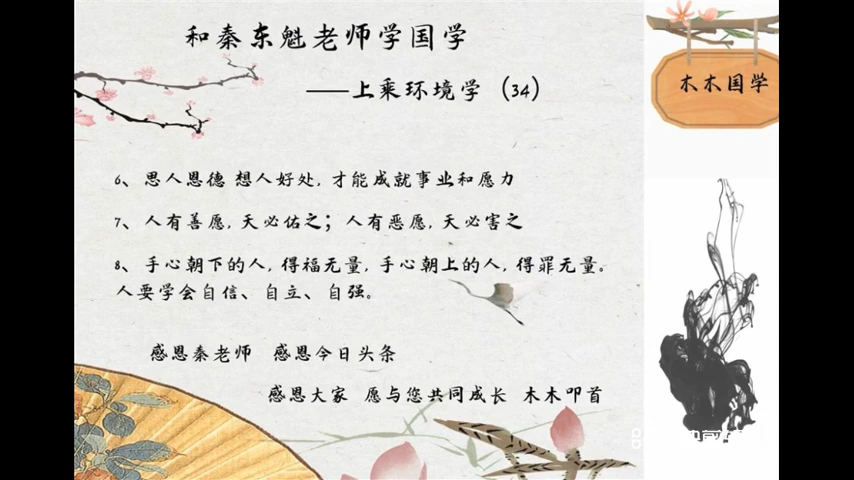 和秦东魁老师学国学
——上乘环境学（34）
木木国学
6、思人恩德 想人好处，才能成就事业和愿力
7、人有善愿，天必佑之；人有恶愿，天必害之
8、手心朝下的人，得福无量，手心朝上的人，得罪无量。
人要学会自信、自立、自强。
感恩秦老师 感恩今日头条
感恩大家 愿与您共同成长 木木叩首